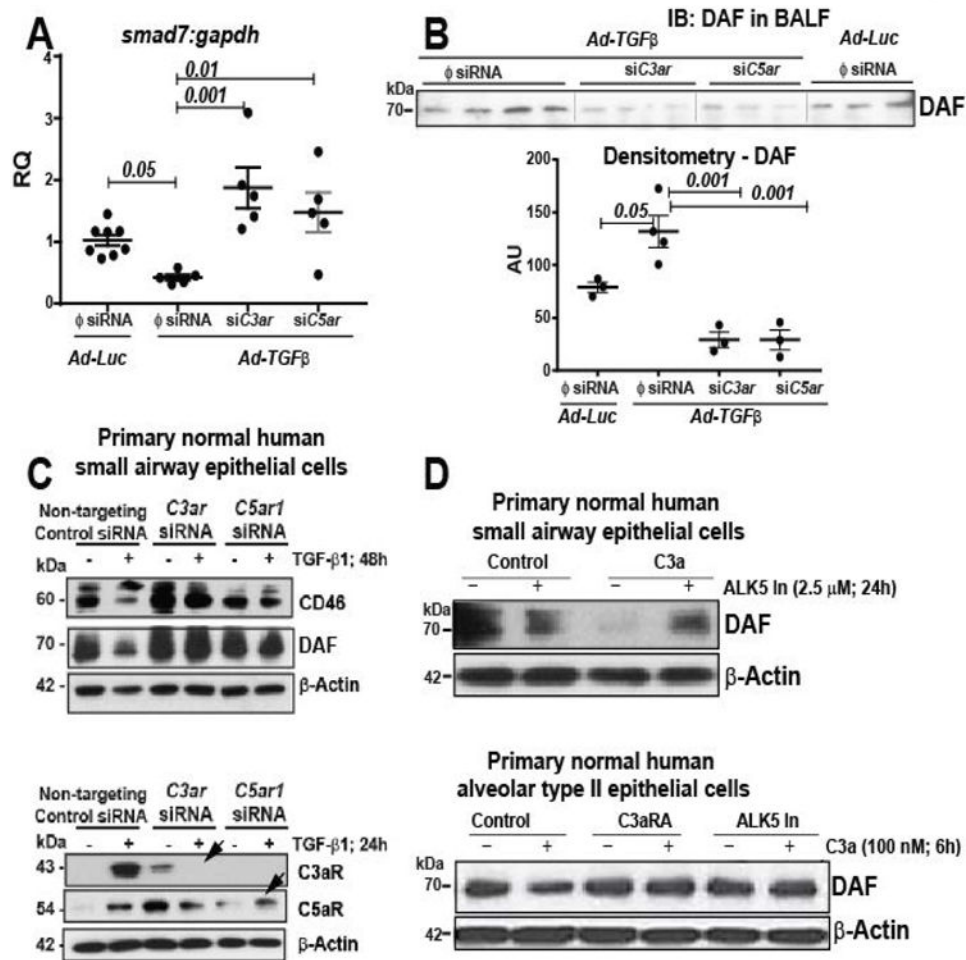 A
smad7:gapdh
RQ
4
3
2
1
0
0.01
0.001
0.05
ϕ siRNA ϕ siRNA siC3ar siC5ar
Ad-Luc Ad-TGFβ
B
IB: DAF in BALF
Ad-TGFβ Ad-Luc
ϕ siRNA siC3ar siC5ar ϕ siRNA
kDa
70 DAF
Densitometry - DAF
AU
200
150
100
50
0
0.001
0.05 0.001
ϕ siRNA ϕ siRNA siC3ar siC5ar
Ad-Luc Ad-TGFβ
C
Primary normal human
small airway epithelial cells
Non-targeting C3ar C5ar1
Control siRNA siRNA siRNA
kDa - + - + - + TGF-β1; 48h
60 - CD46
70 - DAF
42 - β-Actin
Non-targeting C3ar C5ar1
Control siRNA siRNA siRNA
kDa - + - + - + TGF-β1; 24h
43 - C3aR
54 - C5aR
42 - β-Actin
D
Primary normal human
small airway epithelial cells
Control C3a
− + − + ALK5 In (2.5 μM; 24h)
kDa
70 DAF
42 - β-Actin
Primary normal human
alveolar type II epithelial cells
Control C3aRA ALK5 In
− + − + − + C3a (100 nM; 6h)
kDa
70 - DAF
42 - β-Actin